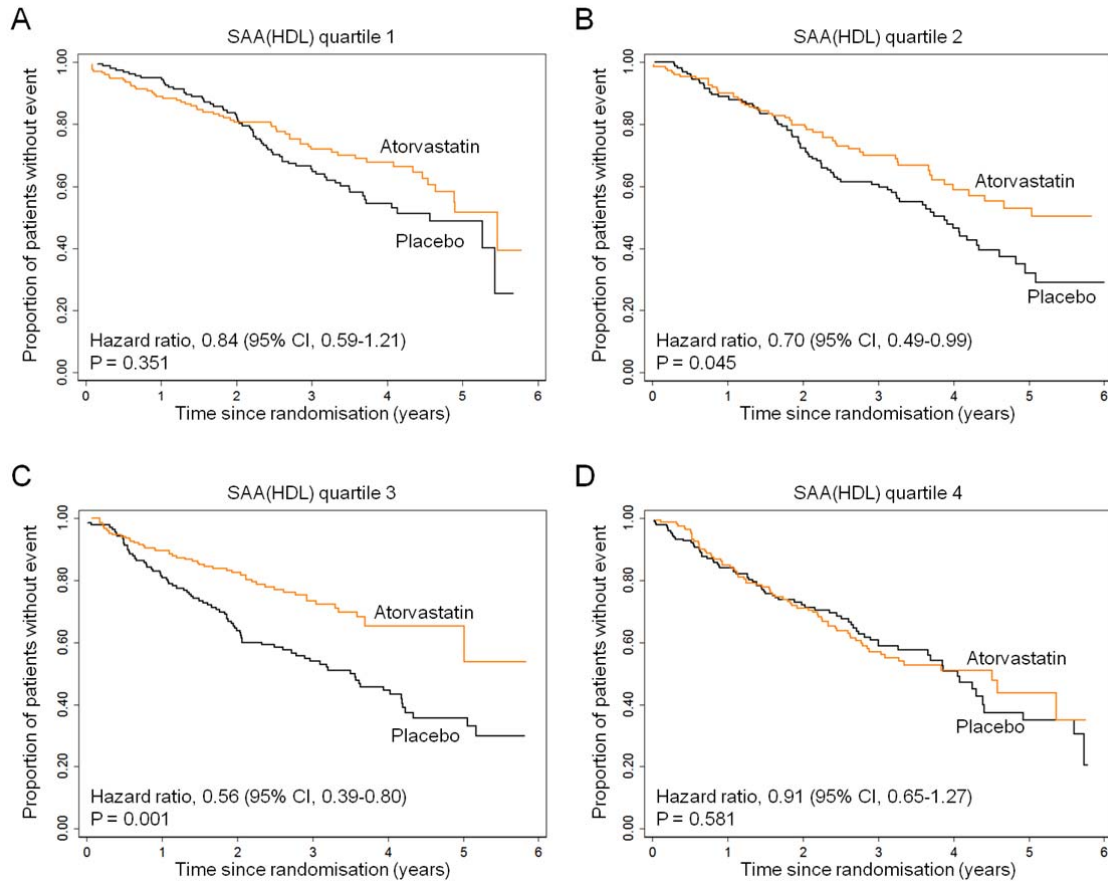 A
SAA(HDL) quartile 1
Proportion of patients without event
1.00
0.80
0.60
0.40
0.20
0.00
Atorvastatin
Placebo
Hazard ratio, 0.84 (95% CI, 0.59-1.21)
P = 0.351
0 1 2 3 4 5 6
Time since randomisation (years)
B
SAA(HDL) quartile 2
Proportion of patients without event
1.00
0.80
0.60
0.40
0.20
0.00
Atorvastatin
Placebo
Hazard ratio, 0.70 (95% CI, 0.49-0.99)
P = 0.045
0 1 2 3 4 5 6
Time since randomisation (years)
C
SAA(HDL) quartile 3
Proportion of patients without event
1.00
0.80
0.60
0.40
0.20
0.00
Atorvastatin
Placebo
Hazard ratio, 0.56 (95% CI, 0.39-0.80)
P = 0.001
0 1 2 3 4 5 6
Time since randomisation (years)
D
SAA(HDL) quartile 4
Proportion of patients without event
1.00
0.80
0.60
0.40
0.20
0.00
Atorvastatin
Placebo
Hazard ratio, 0.91 (95% CI, 0.65-1.27)
P = 0.581
0 1 2 3 4 5 6
Time since randomisation (years)